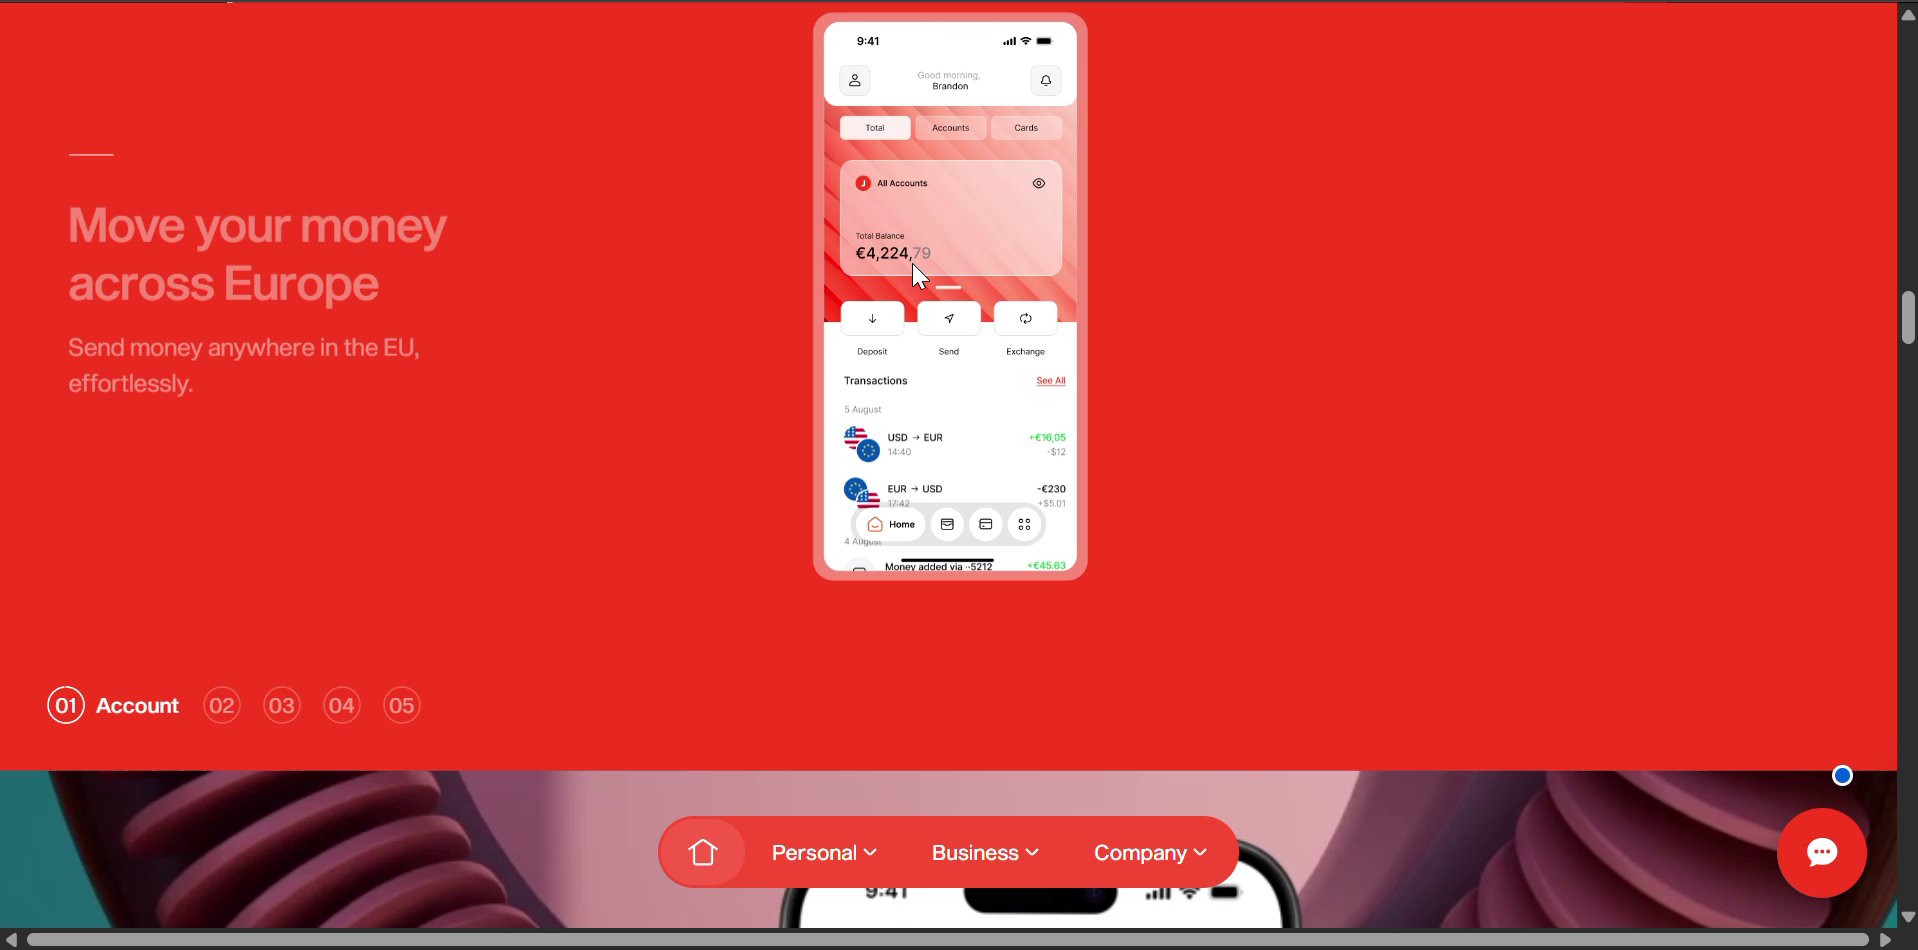 9:41
Good morning,
Brandon
Total
Accounts
Cards
J
All Accounts
Total Balance
€4,224,79
Deposit
Send
Exchange
Transactions
See All
5 August
USD → EUR
+€16,05
14:40
-$12
EUR → USD
-€230
17:42
+$5.01
Home
4 August
Money added via ··5212
+€45.63
Move your money
across Europe
Send money anywhere in the EU,
effortlessly.
01 Account 02 03 04 05
Personal
Business
Company
9:41